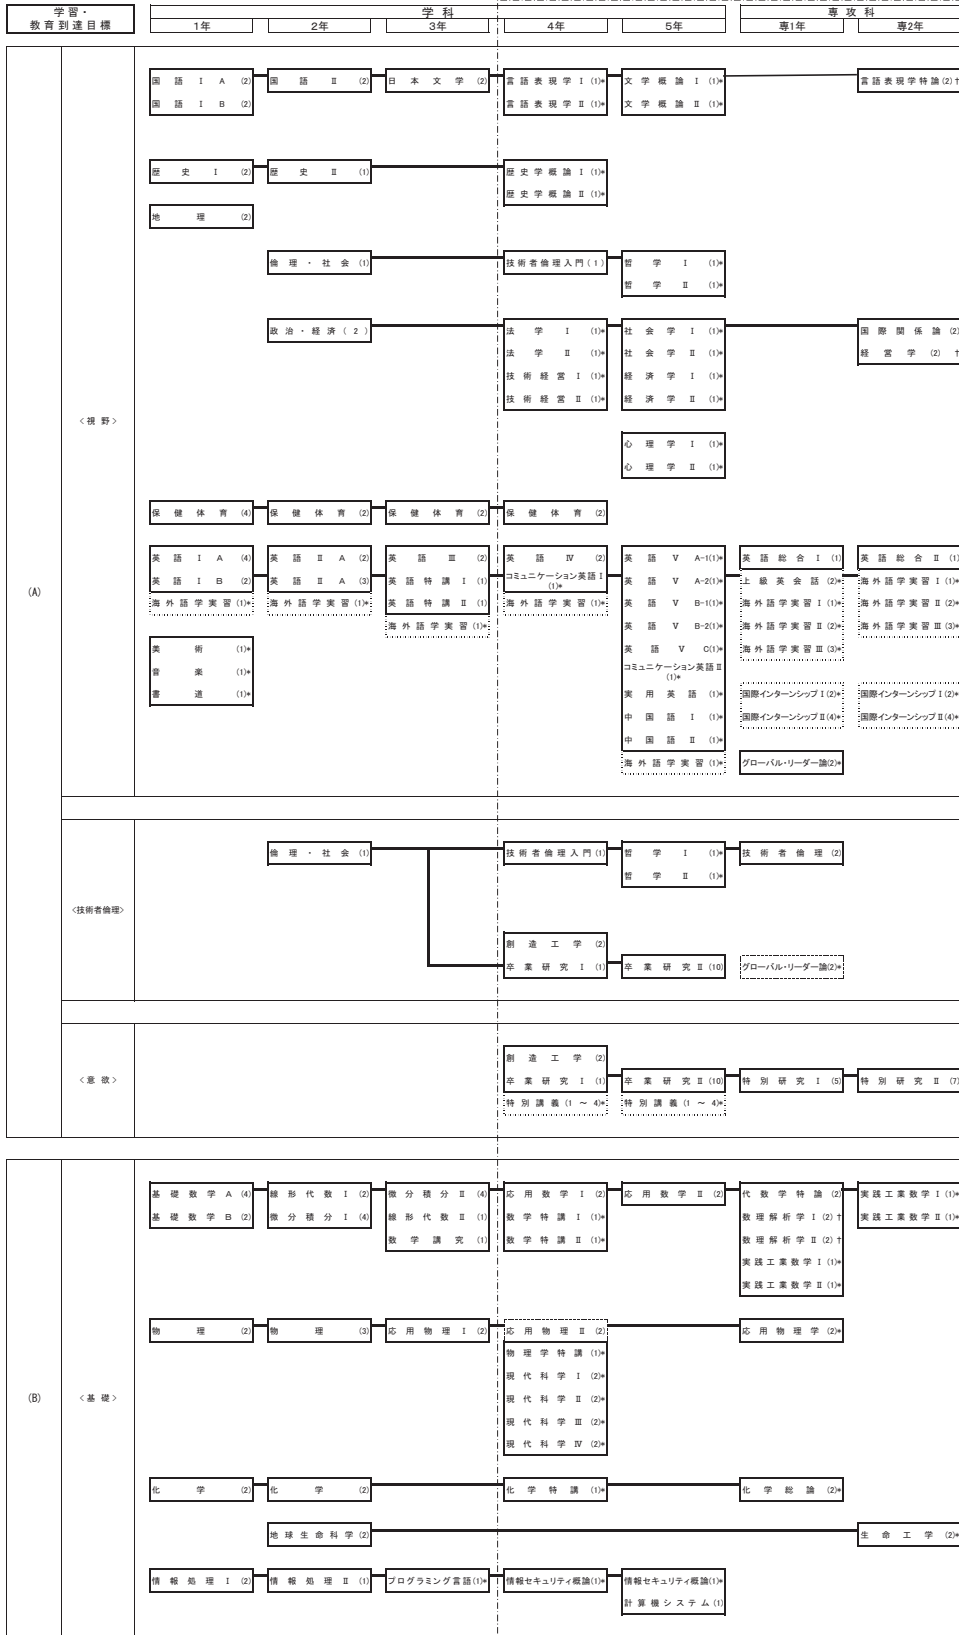 学習・ 学科 専攻科
教育到達目標 1年 2年 3年 4年 5年 専1年 専2年
国語ⅠA(2) 国語Ⅱ(2) 日本文学(2) 言語表現学Ⅰ(1)* 文学概論Ⅰ(1)* 言語表現学特論(2)†
国語ⅠB(2) 言語表現学Ⅱ(1)* 文学概論Ⅱ(1)*
歴史Ⅰ(2) 歴史Ⅱ(1) 歴史学概論Ⅰ(1)*
歴史学概論Ⅱ(1)*
地理(2)
倫理・社会(1) 技術者倫理入門(1) 哲学Ⅰ(1)*
哲学Ⅱ(1)*
政治・経済(2) 法学Ⅰ(1)* 社会学Ⅰ(1)* 国際関係論(2)
法学Ⅱ(1)* 社会学Ⅱ(1)* 経営学(2)†
技術経営Ⅰ(1)* 経済学Ⅰ(1)*
技術経営Ⅱ(1)* 経済学Ⅱ(1)*
<視野>
心理学Ⅰ(1)*
心理学Ⅱ(1)*
保健体育(4) 保健体育(2) 保健体育(2) 保健体育(2)
英語ⅠA(4) 英語ⅡA(2) 英語Ⅲ(2) 英語Ⅳ(2) 英語Ⅴ A-1(1)* 英語総合Ⅰ(1) 英語総合Ⅱ(1)
英語ⅠB(2) 英語ⅡA(3) 英語特講Ⅰ(1) コミュニケーション英語Ⅰ(1)* 英語Ⅴ A-2(1)* 上級英会話(2)* 海外語学実習Ⅰ(1)*
(A)
海外語学実習(1)* 海外語学実習(1)* 英語特講Ⅱ(1) 海外語学実習(1)* 英語Ⅴ B-1(1)* 海外語学実習Ⅰ(1)* 海外語学実習Ⅱ(2)*
海外語学実習(1)* 英語Ⅴ B-2(1)* 海外語学実習Ⅱ(2)* 海外語学実習Ⅲ(3)*
美術(1)* 英語Ⅴ C(1)* 海外語学実習Ⅲ(3)*
音楽(1)* コミュニケーション英語Ⅱ(1)*
書道(1)* 実用英語(1)* 国際インターンシップⅠ(2)* 国際インターンシップⅠ(2)*
中国語Ⅰ(1)* 国際インターンシップⅡ(4)* 国際インターンシップⅡ(4)*
中国語Ⅱ(1)*
海外語学実習(1)* グローバル・リーダー論(2)*
倫理・社会(1) 技術者倫理入門(1) 哲学Ⅰ(1)* 技術者倫理(2)
哲学Ⅱ(1)*
<技術者倫理>
創造工学(2)
卒業研究Ⅰ(1) 卒業研究Ⅱ(10) グローバル・リーダー論(2)*
創造工学(2)
<意欲> 卒業研究Ⅰ(1) 卒業研究Ⅱ(10) 特別研究Ⅰ(5) 特別研究Ⅱ(7)
特別講義(1～4)* 特別講義(1～4)*
基礎数学A(4) 線形代数Ⅰ(2) 微分積分Ⅱ(4) 応用数学Ⅰ(2) 応用数学Ⅱ(2) 代数学特論(2) 実践工業数学Ⅰ(1)*
基礎数学B(2) 微分積分Ⅰ(4) 線形代数Ⅱ(1) 数学特講Ⅰ(1)* 数理解析学Ⅰ(2)† 実践工業数学Ⅱ(1)*
数学講究(1) 数学特講Ⅱ(1)* 数理解析学Ⅱ(2)†
実践工業数学Ⅰ(1)*
実践工業数学Ⅱ(1)*
物理(2) 物理(3) 応用物理Ⅰ(2) 応用物理Ⅱ(2) 応用物理学(2)*
物理学特講(1)*
現代科学Ⅰ(2)*
(B) <基礎> 現代科学Ⅱ(2)*
現代科学Ⅲ(2)*
現代科学Ⅳ(2)*
化学(2) 化学(2) 化学特講(1)* 化学総論(2)*
地球生命科学(2) 生命工学(2)*
情報処理Ⅰ(2) 情報処理Ⅱ(1) プログラミング言語(1)* 情報セキュリティ概論(1)* 情報セキュリティ概論(1)*
計算機システム(1)